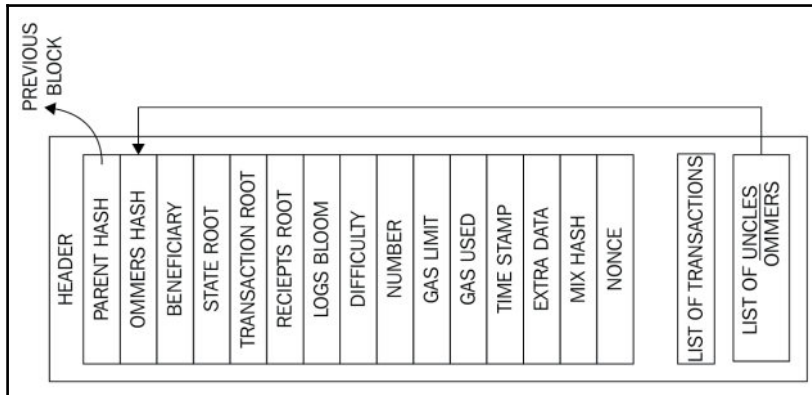 PREVIOUS
BLOCK
HEADER
PARENT HASH
OMMERS HASH
BENEFICIARY
STATE ROOT
TRANSACTION ROOT
RECIEPTS ROOT
LOGS BLOOM
DIFFICULTY
NUMBER
GAS LIMIT
GAS USED
TIME STAMP
EXTRA DATA
MIX HASH
NONCE
LIST OF TRANSACTIONS
LIST OF UNCLES
OMMERS